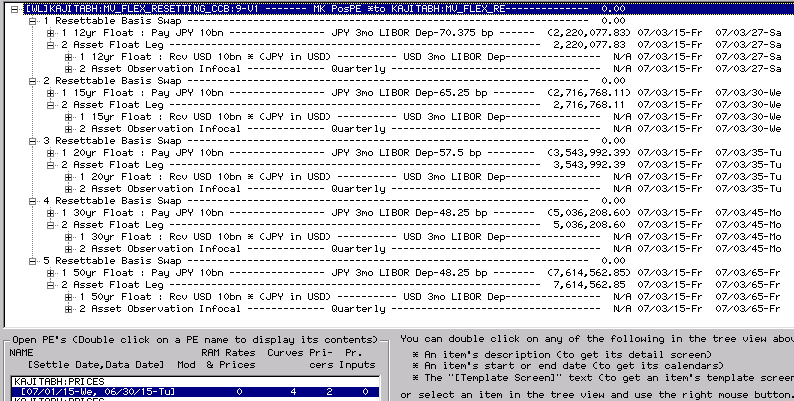 [WL]KAJITABH:MV_FLEX_RESETTING_CCB:9-V1 ------- MK PosPE *to KAJITABH:MV_FLEX_RE------------- 0.00
1 Resettable Basis Swap ------------------------------------------------------- 0.00
1 12yr Float : Pay JPY 10bn --------------- JPY 3mo LIBOR Dep-70.375 bp ------ (2,220,077.83) 07/03/15-Fr 07/03/27-Sa
2 Asset Float Leg ----------------------------------------------------------- 2,220,077.83 07/03/15-Fr 07/03/27-Sa
1 12yr Float : Rcv USD 10bn * (JPY in USD) ---------- USD 3mo LIBOR Dep------------- N/A 07/03/15-Fr 07/03/27-Sa
2 Asset Observation Infocal ------------- Quarterly ------------------------------- N/A 07/03/15-Fr 07/03/27-Sa
2 Resettable Basis Swap ------------------------------------------------------- 0.00
1 15yr Float : Pay JPY 10bn --------------- JPY 3mo LIBOR Dep-65.25 bp ------- (2,716,768.11) 07/03/15-Fr 07/03/30-We
2 Asset Float Leg ----------------------------------------------------------- 2,716,768.11 07/03/15-Fr 07/03/30-We
1 15yr Float : Rcv USD 10bn * (JPY in USD) ---------- USD 3mo LIBOR Dep------------- N/A 07/03/15-Fr 07/03/30-We
2 Asset Observation Infocal ------------- Quarterly ------------------------------- N/A 07/03/15-Fr 07/03/30-We
3 Resettable Basis Swap ------------------------------------------------------- 0.00
1 20yr Float : Pay JPY 10bn --------------- JPY 3mo LIBOR Dep-57.5 bp -------- (3,543,992.39) 07/03/15-Fr 07/03/35-Tu
2 Asset Float Leg ----------------------------------------------------------- 3,543,992.39 07/03/15-Fr 07/03/35-Tu
1 20yr Float : Rcv USD 10bn * (JPY in USD) ---------- USD 3mo LIBOR Dep------------- N/A 07/03/15-Fr 07/03/35-Tu
2 Asset Observation Infocal ------------- Quarterly ------------------------------- N/A 07/03/15-Fr 07/03/35-Tu
4 Resettable Basis Swap ------------------------------------------------------- 0.00
1 30yr Float : Pay JPY 10bn --------------- JPY 3mo LIBOR Dep-48.25 bp ------- (5,036,208.60) 07/03/15-Fr 07/03/45-Mo
2 Asset Float Leg ----------------------------------------------------------- 5,036,208.60 07/03/15-Fr 07/03/45-Mo
1 30yr Float : Rcv USD 10bn * (JPY in USD) ---------- USD 3mo LIBOR Dep------------- N/A 07/03/15-Fr 07/03/45-Mo
2 Asset Observation Infocal ------------- Quarterly ------------------------------- N/A 07/03/15-Fr 07/03/45-Mo
5 Resettable Basis Swap ------------------------------------------------------- 0.00
1 50yr Float : Pay JPY 10bn --------------- JPY 3mo LIBOR Dep-48.25 bp ------- (7,614,562.85) 07/03/15-Fr 07/03/65-Fr
2 Asset Float Leg ----------------------------------------------------------- 7,614,562.85 07/03/15-Fr 07/03/65-Fr
1 50yr Float : Rcv USD 10bn * (JPY in USD) ---------- USD 3mo LIBOR Dep------------- N/A 07/03/15-Fr 07/03/65-Fr
2 Asset Observation Infocal ------------- Quarterly ------------------------------- N/A 07/03/15-Fr 07/03/65-Fr
Open PE's (Double click on a PE name to display its contents)
NAME RAM Rates Curves Pri- Pr.
[Settle Date,Data Date] Mod & Prices cers Inputs
KAJITABH:PRICES
[07/01/15-We, 06/30/15-Tu] 0 4 2 0
KAJITABH:PRICES
You can double click on any of the following in the tree view abov
* An item's description (to get its detail screen)
* An item's start or end date (to get its calendars)
* The "[Template Screen]" text (to get an item's template screen
or select an item in the tree view and use the right mouse button.